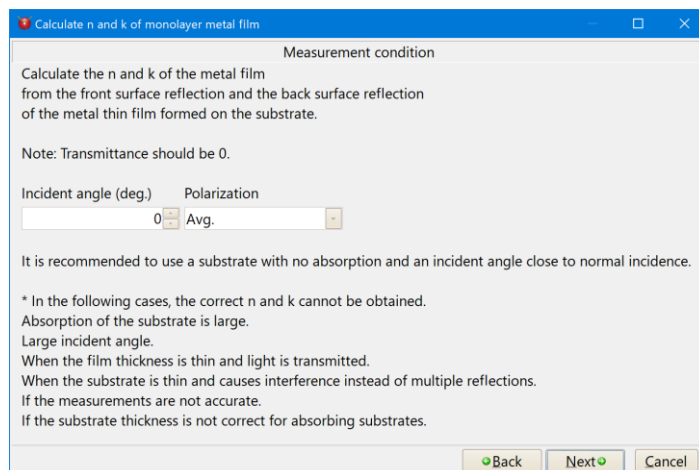 Calculate n and k of monolayer metal film
Measurement condition
Calculate the n and k of the metal film
from the front surface reflection and the back surface reflection
of the metal thin film formed on the substrate.
Note: Transmittance should be 0.
Incident angle (deg.) Polarization
0 Avg.
It is recommended to use a substrate with no absorption and an incident angle close to normal incidence.
* In the following cases, the correct n and k cannot be obtained.
Absorption of the substrate is large.
Large incident angle.
When the film thickness is thin and light is transmitted.
When the substrate is thin and causes interference instead of multiple reflections.
If the measurements are not accurate.
If the substrate thickness is not correct for absorbing substrates.
Back Next Cancel